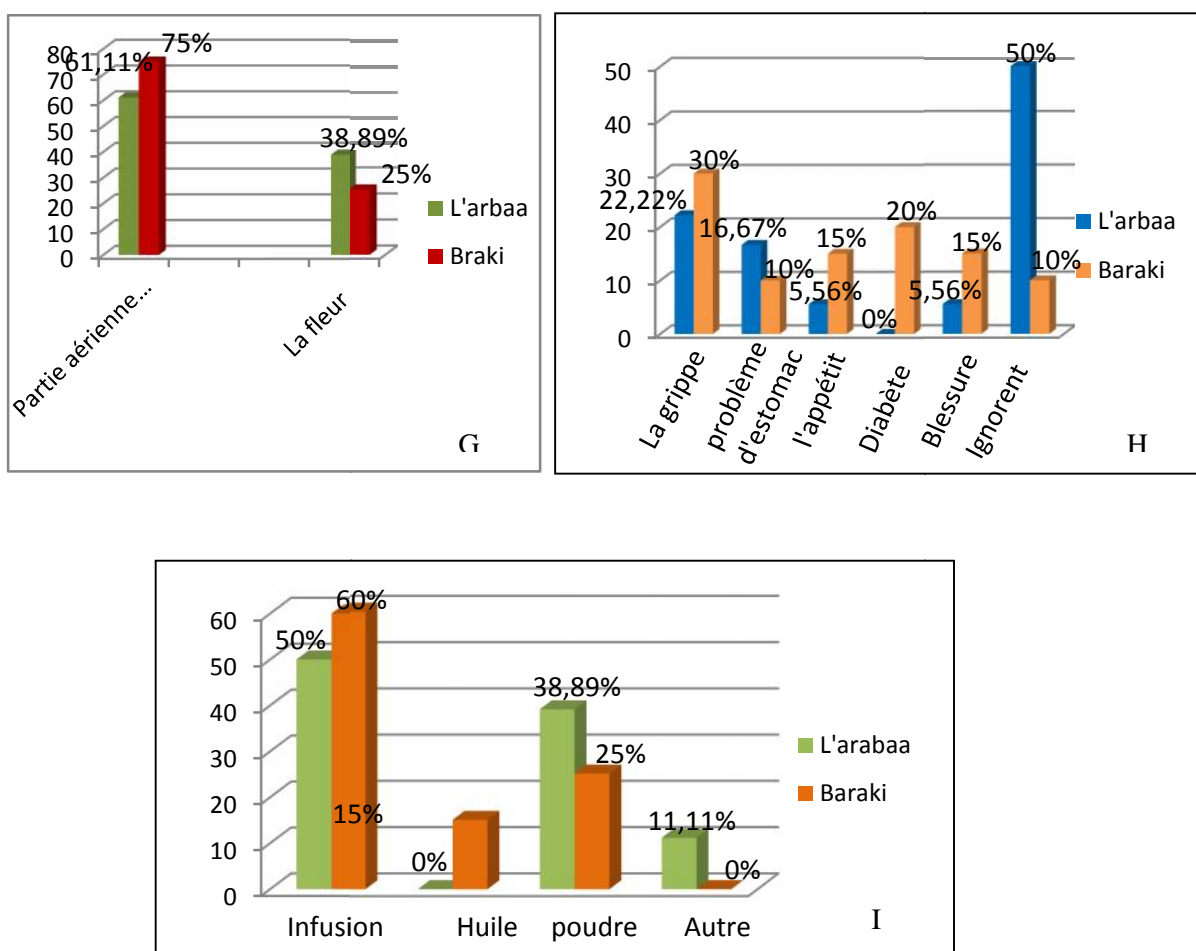 75%
61,11%
38,89%
25%
80
70
60
50
40
30
20
10
0
L'arbaa
Braki
Partie aérienne...
La fleur
G
50%
30%
22,22%
16,67%
10%
5,56%
15%
0%
20%
5,56%
15%
10%
50
40
30
20
10
0
L'arbaa
Baraki
La grippe
problème
d'estomac
l'appétit
Diabète
Blessure
Ignorent
H
60%
50%
15%
0%
38,89%
25%
11,11%
0%
60
50
40
30
20
10
0
L'arabaa
Baraki
Infusion
Huile
poudre
Autre
I